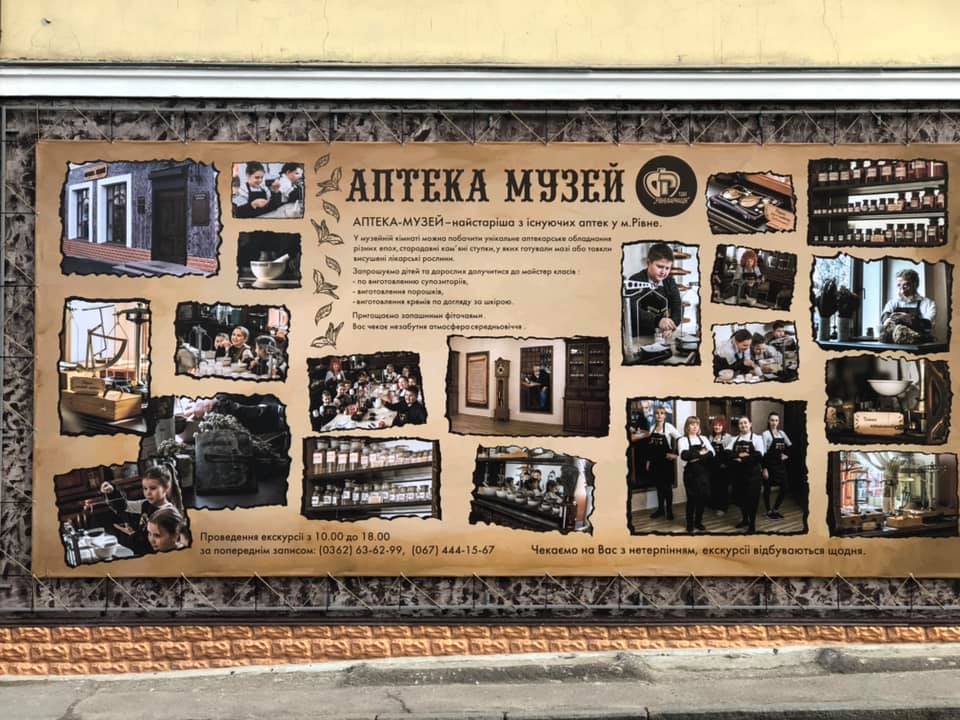 АПТЕКА МУЗЕЙ
АПТЕКА-МУЗЕЙ – найстаріша з існуючих аптек у м.Рівне.
У музейній кімнаті можна побачити унікальне аптекарське обладнання
різних епох, стародавні кам`яні ступки, у яких готували мазі або товкли
висушені лікарські рослини.
Запрошуємо дітей та дорослих долучитися до майстер класів :
- по виготовленню супозиторіїв,
- виготовлення порошків,
- виготовлення кремів по догляду за шкірою.
Пригощаємо запашними фіточаями .
Вас чекає незабутня атмосфера середньовіччя .
Проведення екскурсії з 10.00 до 18.00
за попереднім записом: (0362) 63-62-99, (067) 444-15-67
Чекаємо на Вас з нетерпінням, екскурсії відбуваються щодня.